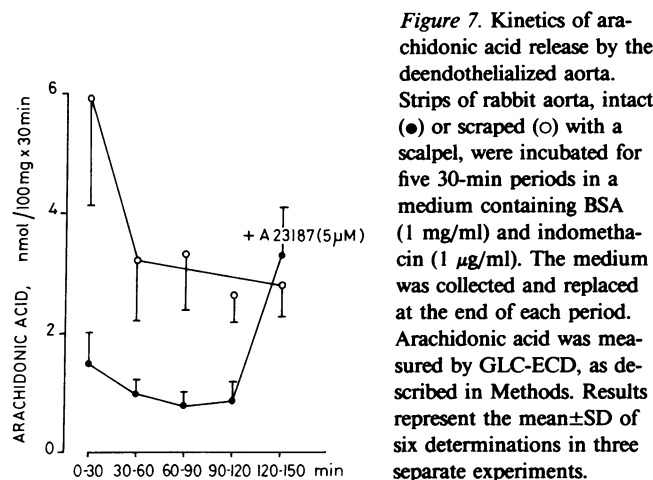 Figure 7. Kinetics of ara-
chidonic acid release by the
deendothelialized aorta.
Strips of rabbit aorta, intact
(●) or scraped (○) with a
scalpel, were incubated for
five 30-min periods in a
medium containing BSA
(1 mg/ml) and indometha-
cin (1 μg/ml). The medium
was collected and replaced
at the end of each period.
Arachidonic acid was mea-
sured by GLC-ECD, as de-
scribed in Methods. Results
represent the mean±SD of
six determinations in three
separate experiments.
ARACHIDONIC ACID, nmol/100mg x 30min
6
4
2
0
+ A23187(5μM)
0-30 30-60 60-90 90-120 120-150 min